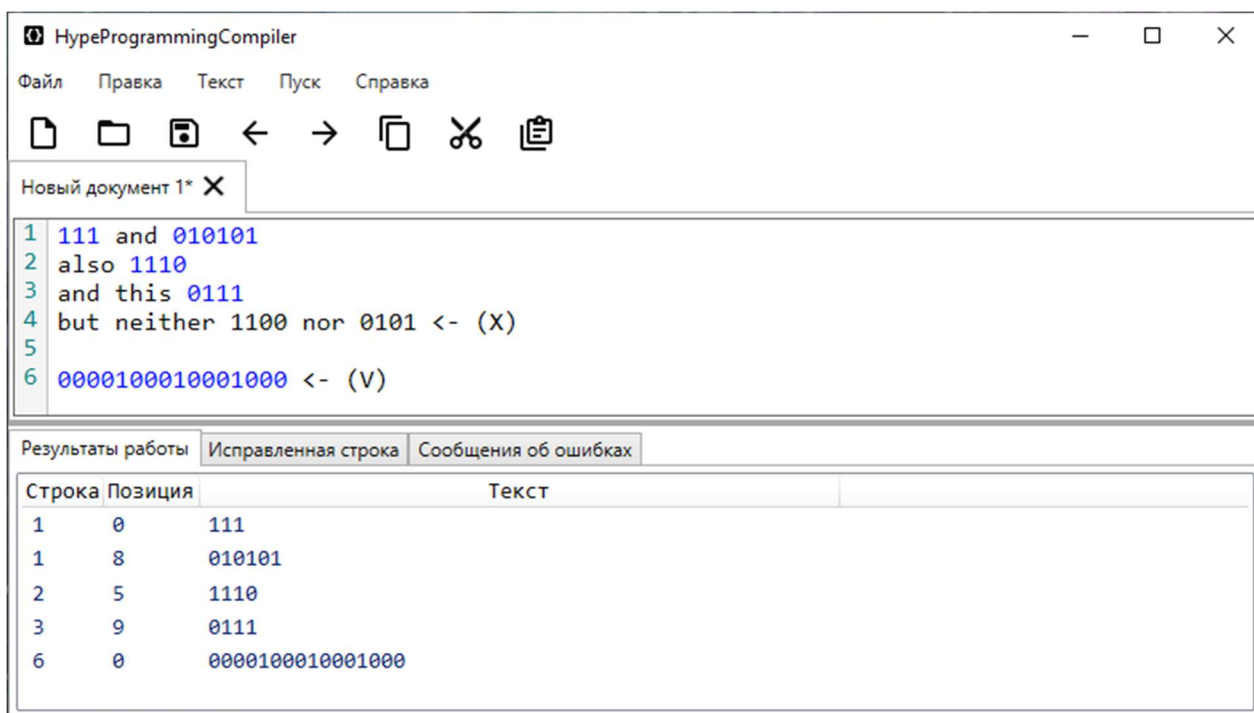 HypeProgrammingCompiler
Файл Правка Текст Пуск Справка
Новый документ 1*
1 111 and 010101
2 also 1110
3 and this 0111
4 but neither 1100 nor 0101 <- (X)
5
6 0000100010001000 <- (V)
Результаты работы Исправленная строка Сообщения об ошибках
Строка Позиция Текст
1 0 111
1 8 010101
2 5 1110
3 9 0111
6 0 0000100010001000